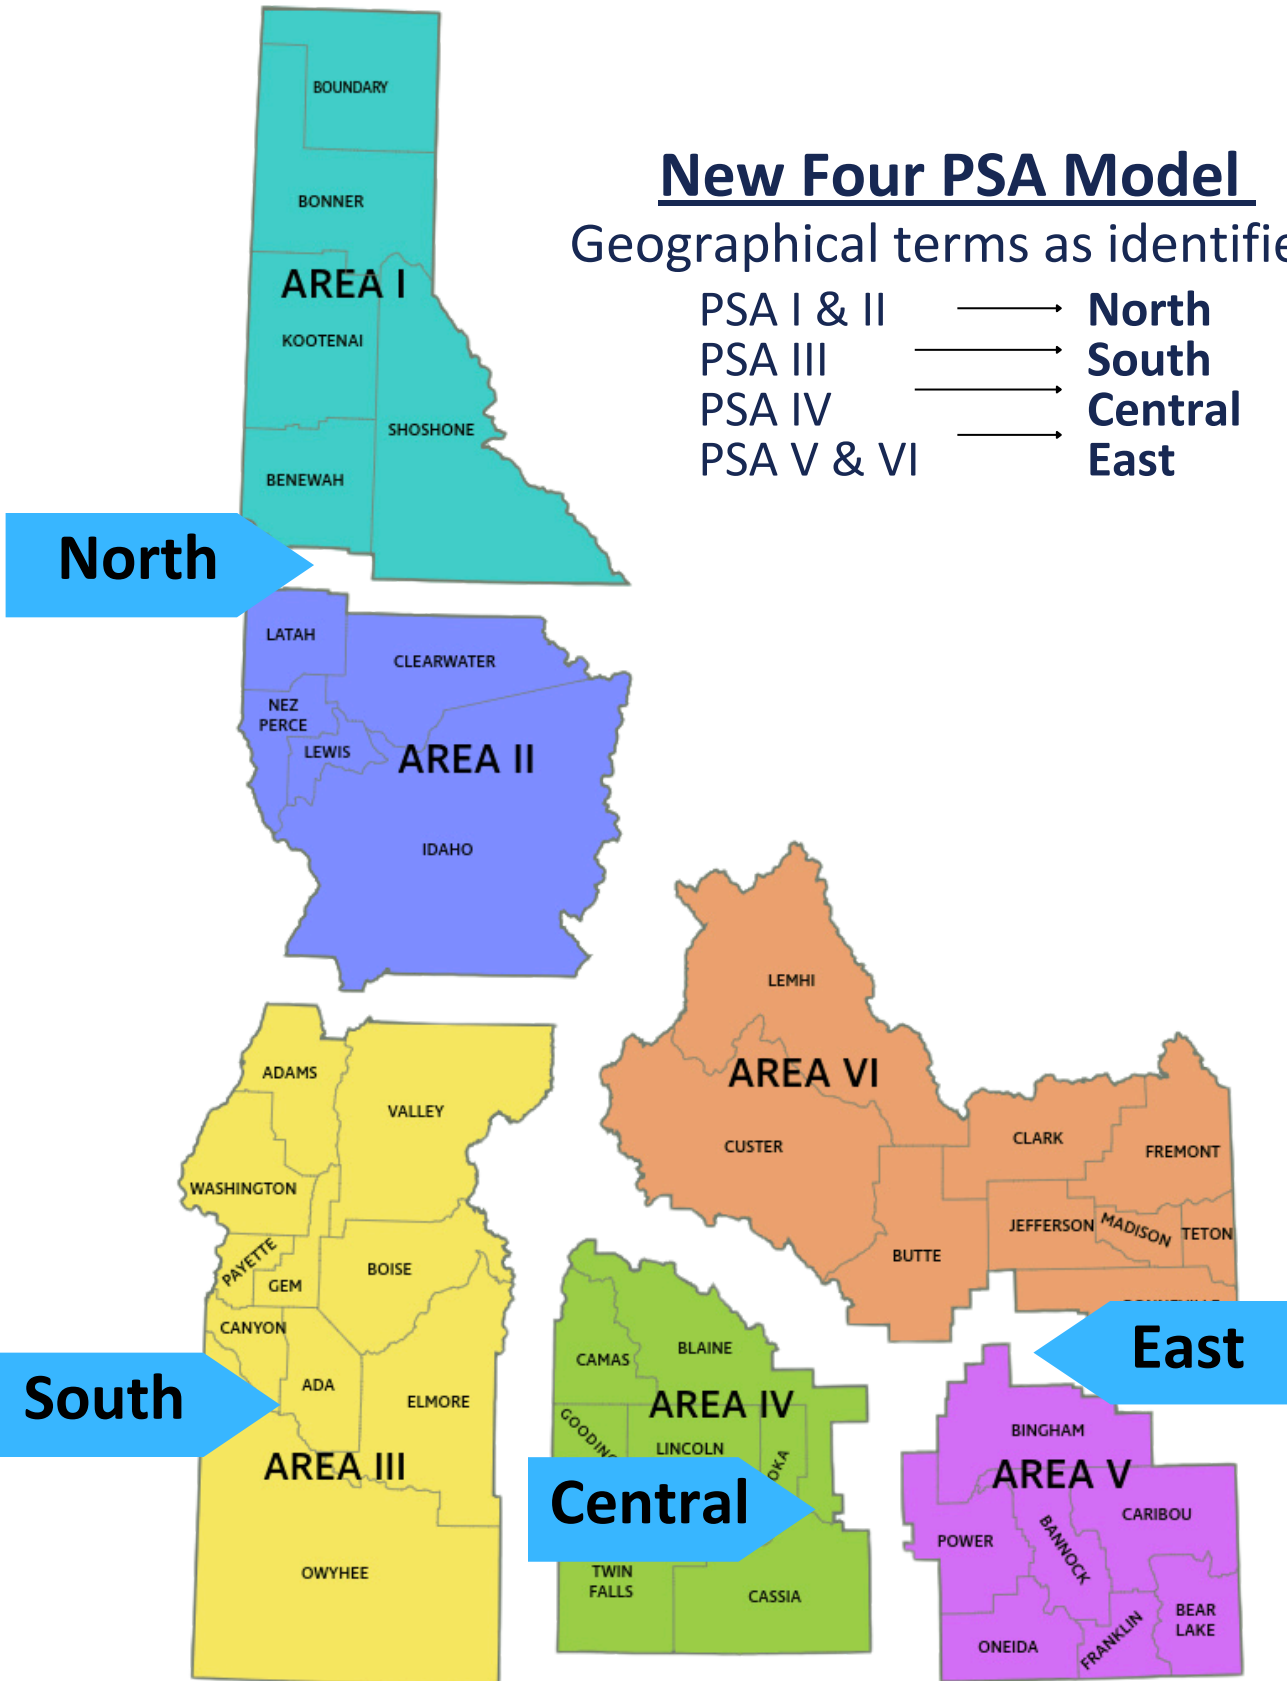 New Four PSA Model
Geographical terms as identifie
PSA I & II
North
PSA III
South
PSA IV
Central
PSA V & VI
East
BOUNDARY
BONNER
AREA I
KOOTENAI
SHOSHONE
BENEWAH
North
LATAH
CLEARWATER
NEZ
PERCE
LEWIS
AREA II
IDAHO
LEMHI
AREA VI
CUSTER
CLARK
FREMONT
JEFFERSON
MADISON
TETON
BUTTE
ADAMS
VALLEY
WASHINGTON
PAYETTE
GEM
BOISE
CANYON
ADA
ELMORE
South
AREA III
OWYHEE
CAMAS
BLAINE
AREA IV
GOODING
LINCOLN
OKA
Central
TWIN
FALLS
CASSIA
East
BINGHAM
AREA V
CARIBOU
POWER
BANNOCK
BEAR
LAKE
ONEIDA
FRANKLIN